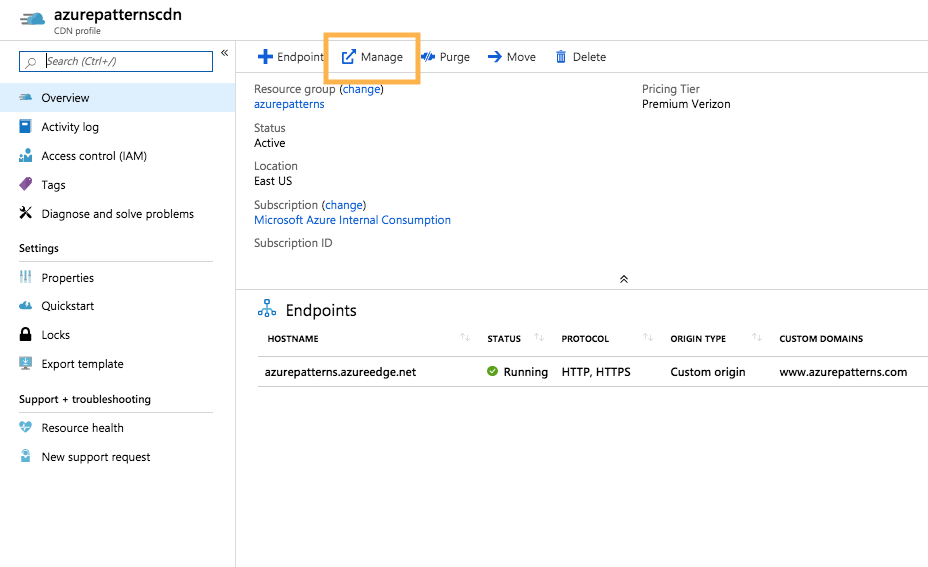 azurepatternscdn
CDN profile
Search (Ctrl+/)
«
Overview
Activity log
Access control (IAM)
Tags
Diagnose and solve problems
Settings
Properties
Quickstart
Locks
Export template
Support + troubleshooting
Resource health
New support request
Endpoint Manage Purge Move Delete
Resource group (change)
azurepatterns
Status
Active
Location
East US
Subscription (change)
Microsoft Azure Internal Consumption
Subscription ID
Pricing Tier
Premium Verizon
Endpoints
HOSTNAME STATUS PROTOCOL ORIGIN TYPE CUSTOM DOMAINS
azurepatterns.azureedge.net Running HTTP, HTTPS Custom origin www.azurepatterns.com